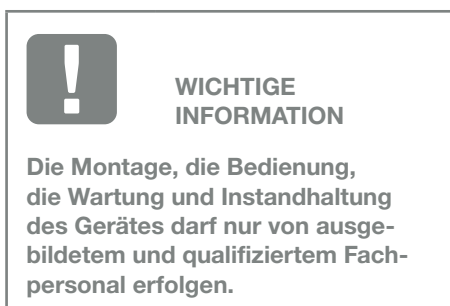 WICHTIGE
INFORMATION
Die Montage, die Bedienung,
die Wartung und Instandhaltung
des Gerätes darf nur von ausge-
bildetem und qualifiziertem Fach-
personal erfolgen.